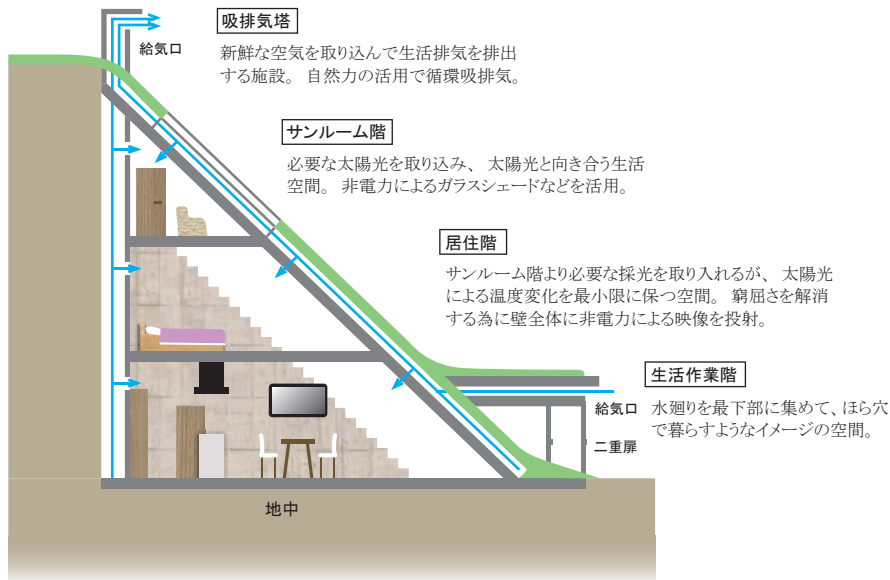 吸排気塔
給気口
新鮮な空気を取り込んで生活排気を排出
する施設。 自然力の活用で循環吸排気。
サンルーム階
必要な太陽光を取り込み、 太陽光と向き合う生活
空間。 非電力によるガラスシェードなどを活用。
居住階
サンルーム階より必要な採光を取り入れるが、 太陽光
による温度変化を最小限に保つ空間。 窮屈さを解消
する為に壁全体に非電力による映像を投射。
生活作業階
給気口
水廻りを最下部に集めて、ほら穴
で暮らすようなイメージの空間。
二重扉
地中